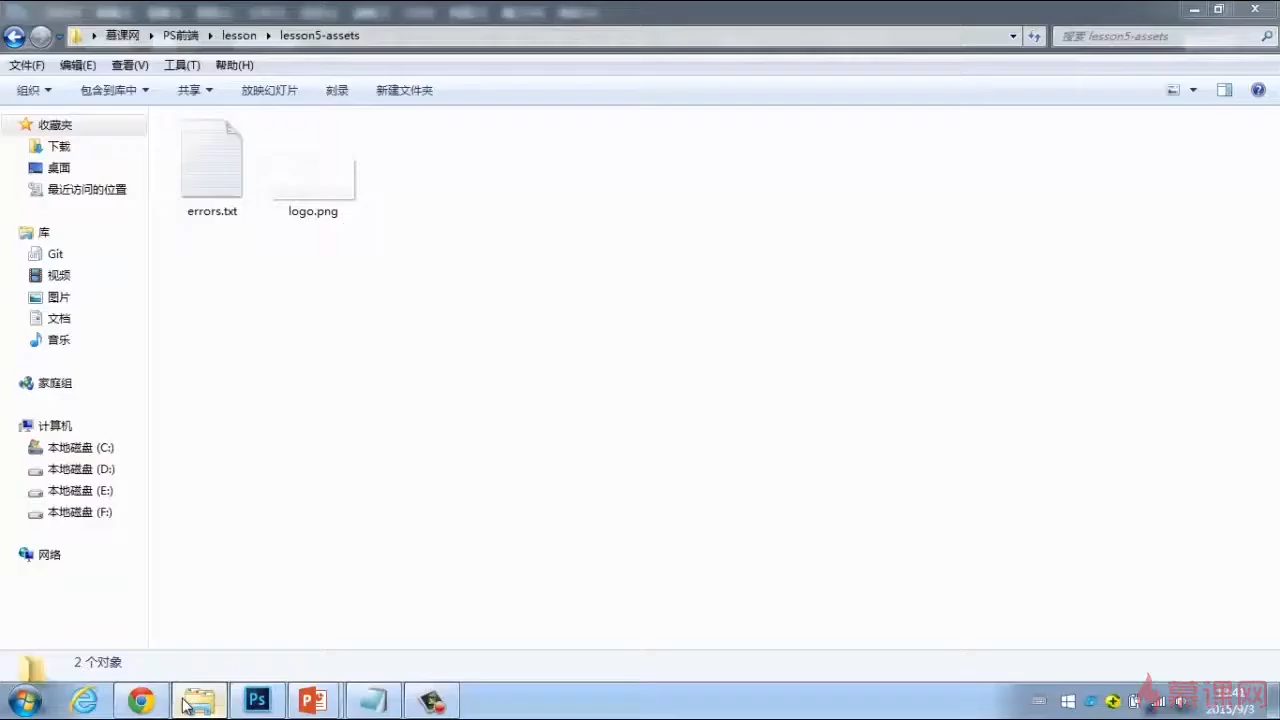 慕课网 PS前端 lesson lesson5-assets
搜索 lesson5-assets
文件(F) 编辑(E) 查看(V) 工具(T) 帮助(H)
组织 包含到库中 共享 放映幻灯片 刻录 新建文件夹
收藏夹
下载
桌面
最近访问的位置
库
Git
视频
图片
文档
音乐
家庭组
计算机
本地磁盘 (C:)
本地磁盘 (D:)
本地磁盘 (E:)
本地磁盘 (F:)
网络
errors.txt
logo.png
2 个对象
Ps
慕课网
2015/9/3